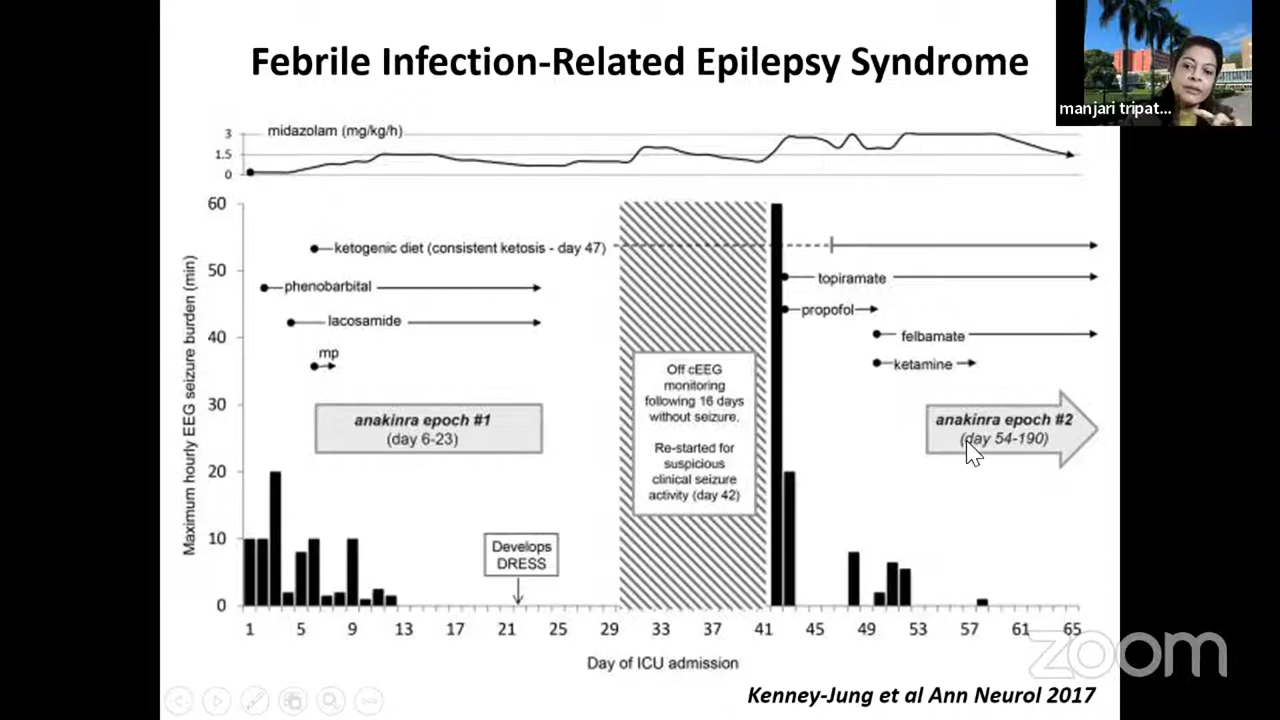 Febrile Infection-Related Epilepsy Syndrome
manjari tripat...
midazolam (mg/kg/h)
3
1.5
0
Maximum hourly EEG seizure burden (min)
60
50
40
30
20
10
0
ketogenic diet (consistent ketosis - day 47)
phenobarbital
lacosamide
mp
anakinra epoch #1
(day 6-23)
Develops
DRESS
Off cEEG
monitoring
following 16 days
without seizure.
Re-started for
suspicious
clinical seizure
activity (day 42)
topiramate
propofol
felbamate
ketamine
anakinra epoch #2
(day 54-190)
1 5 9 13 17 21 25 29 33 37 41 45 49 53 57 61 65
Day of ICU admission
zoom
Kenney-Jung et al Ann Neurol 2017